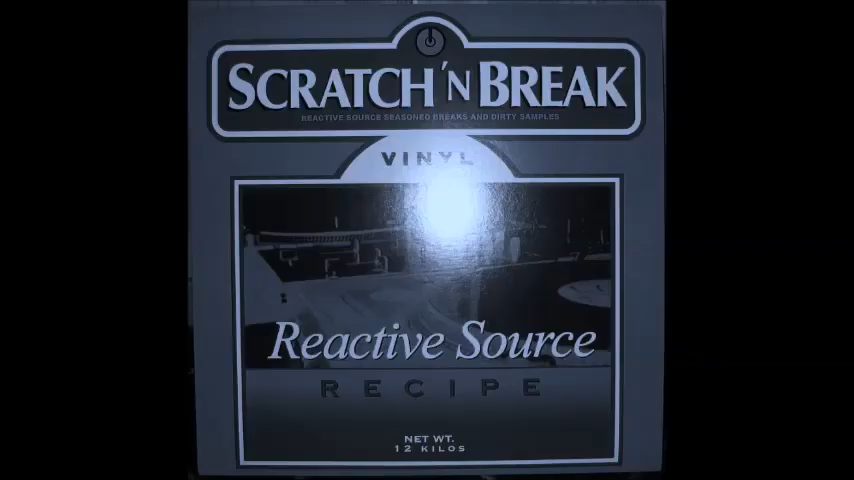 SCRATCH 'N BREAK
REACTIVE SOURCE SEASONED BREAKS AND DIRTY SAMPLES
VINYL
Reactive Source
RECIPE
NET WT.
12 KILOS